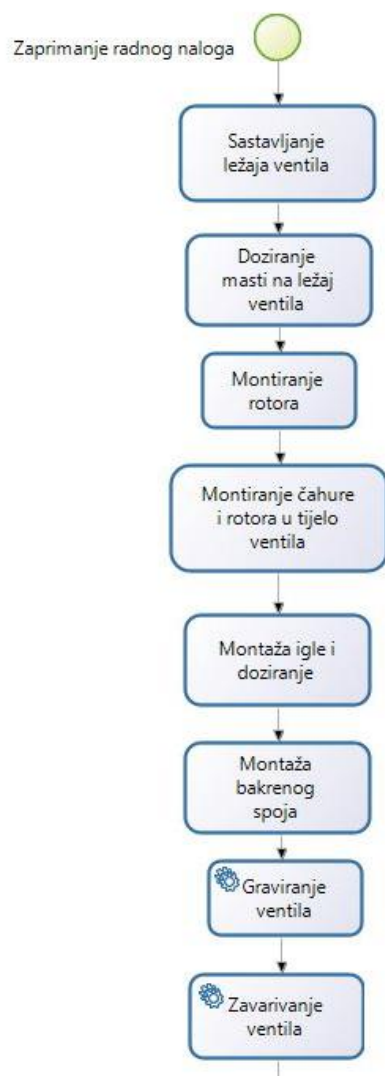 Zaprimanje radnog naloga
Sastavljanje
ležaja ventila
Doziranje
masti na ležaj
ventila
Montiranje
rotora
Montiranje čahure
i rotora u tijelo
ventila
Montaža igle i
doziranje
Montaža
bakrenog
spoja
Graviranje
ventila
Zavarivanje
ventila